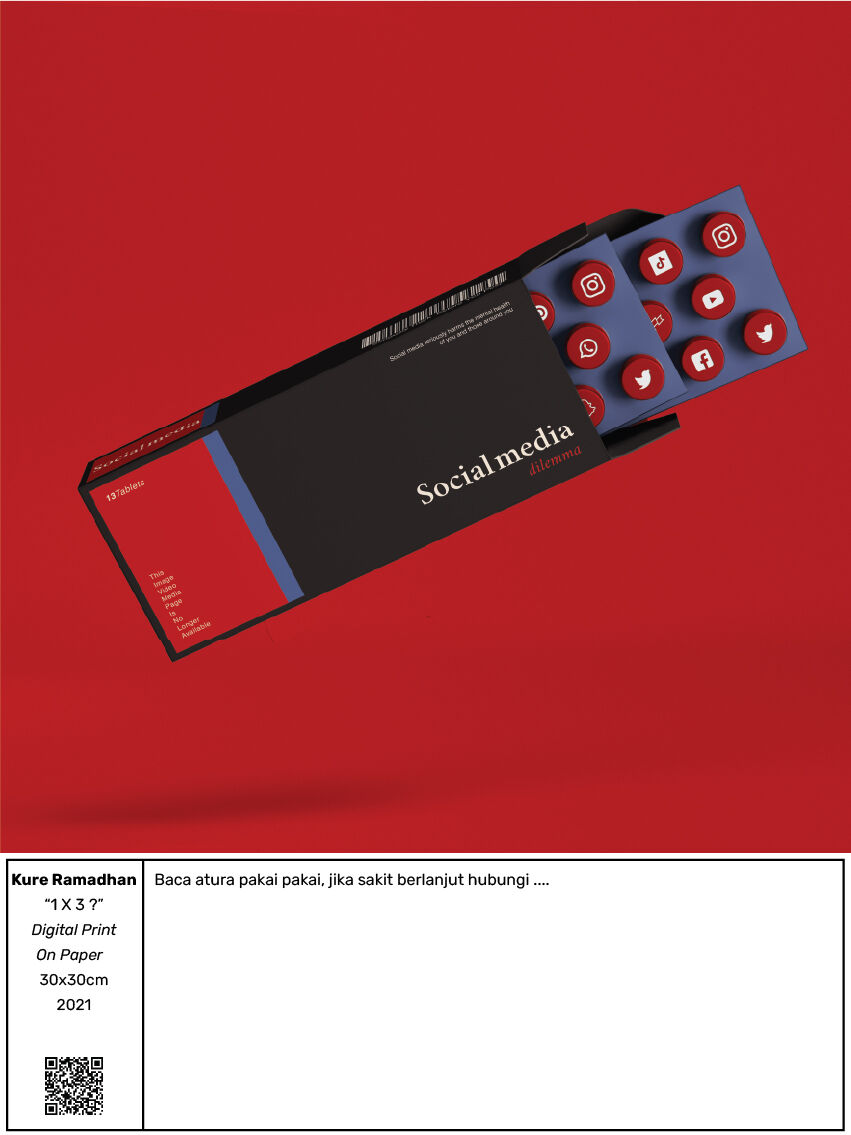 Social media seriously harms the mental health
of you and those around you
Social media
Social media
dilemma
13Tablets
This
Image
Video
Media
Page
Is
No
Longer
Available
Kure Ramadhan
“1 X 3 ?”
Digital Print
On Paper
30x30cm
2021
Baca atura pakai pakai, jika sakit berlanjut hubungi ....